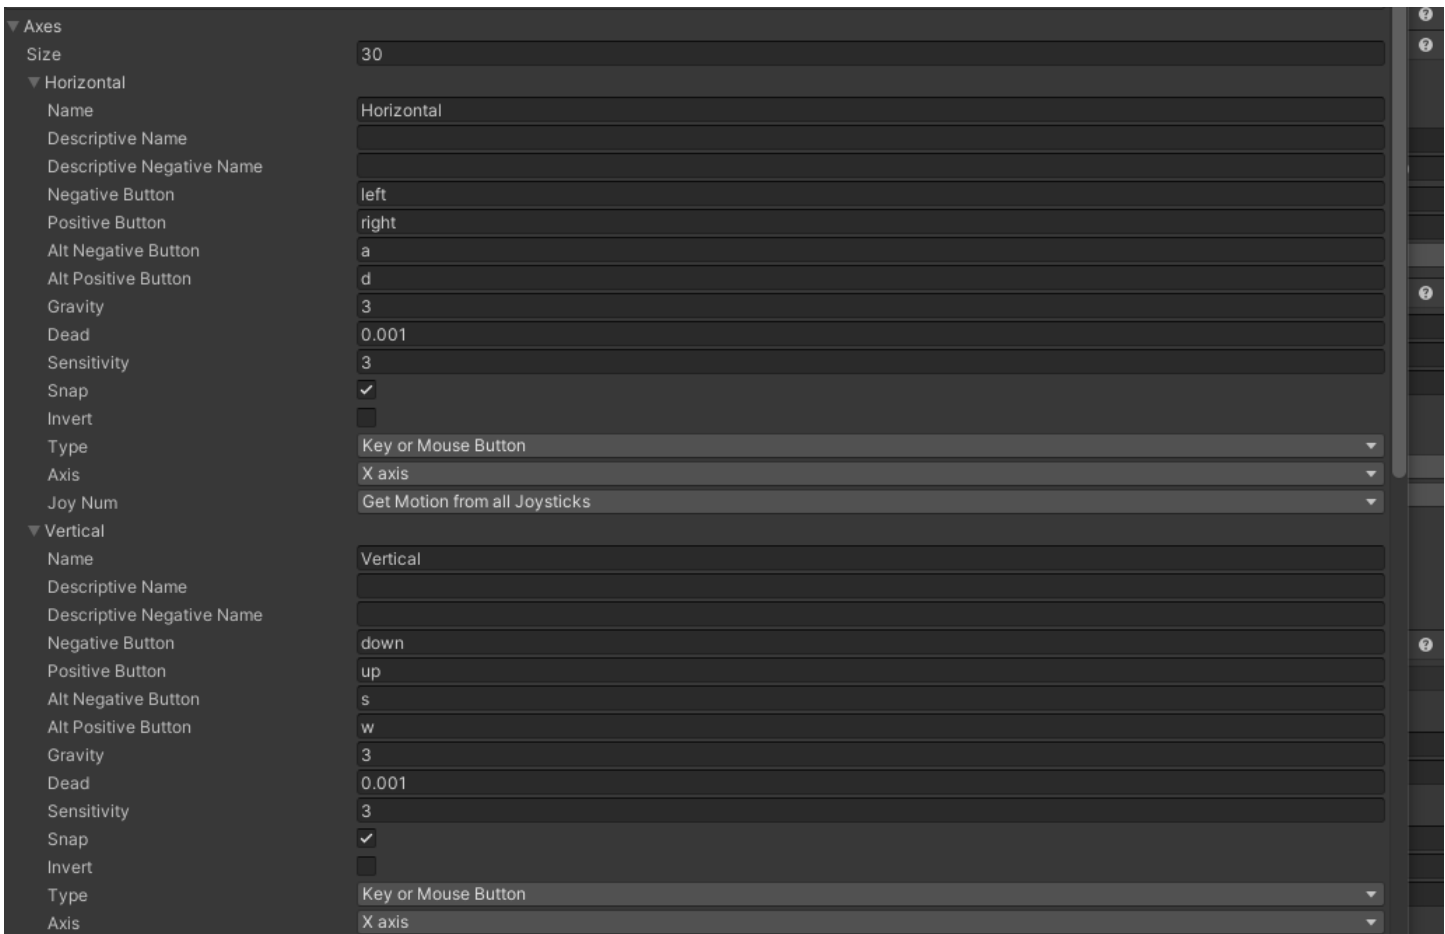 Axes
Size 30
Horizontal
Name Horizontal
Descriptive Name
Descriptive Negative Name
Negative Button left
Positive Button right
Alt Negative Button a
Alt Positive Button d
Gravity 3
Dead 0.001
Sensitivity 3
Snap
Invert
Type Key or Mouse Button
Axis X axis
Joy Num Get Motion from all Joysticks
Vertical
Name Vertical
Descriptive Name
Descriptive Negative Name
Negative Button down
Positive Button up
Alt Negative Button s
Alt Positive Button w
Gravity 3
Dead 0.001
Sensitivity 3
Snap
Invert
Type Key or Mouse Button
Axis X axis